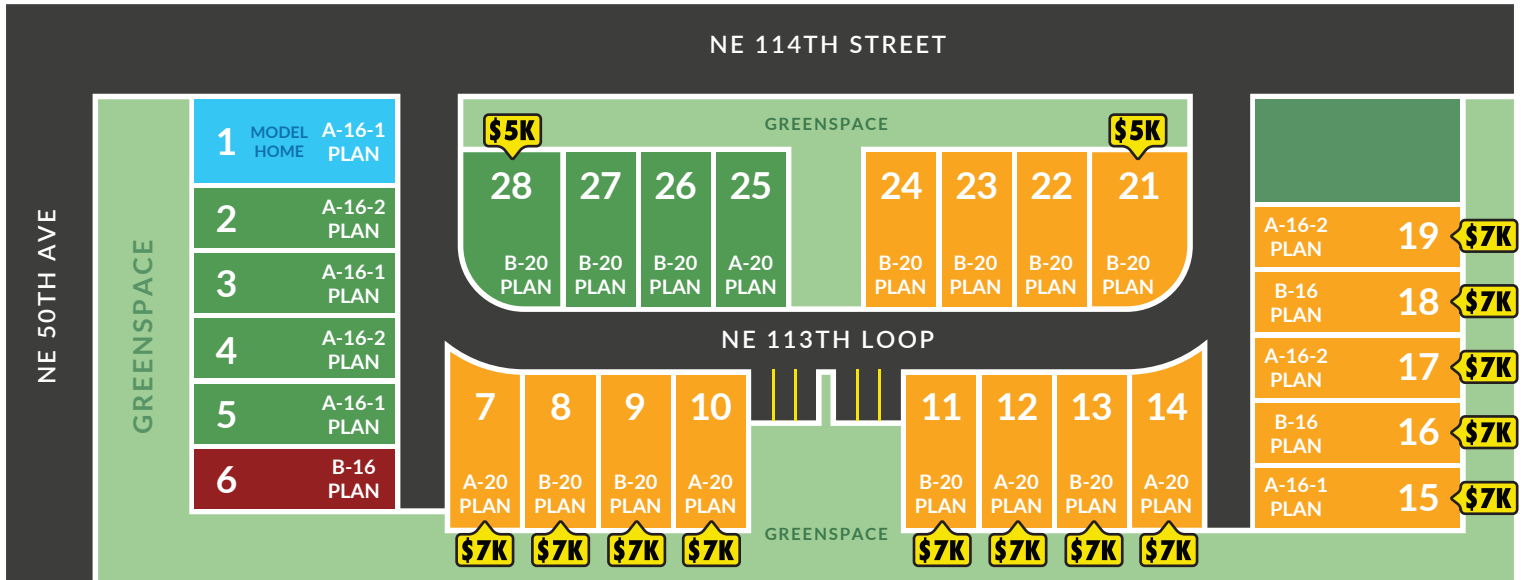 NE 114TH STREET
NE 50TH AVE
GREENSPACE
1
MODEL
HOME
A-16-1
PLAN
2
A-16-2
PLAN
3
A-16-1
PLAN
4
A-16-2
PLAN
5
A-16-1
PLAN
6
B-16
PLAN
GREENSPACE
$5K
28
B-20
PLAN
27
B-20
PLAN
26
B-20
PLAN
25
A-20
PLAN
24
B-20
PLAN
23
B-20
PLAN
22
B-20
PLAN
$5K
21
B-20
PLAN
NE 113TH LOOP
7
A-20
PLAN
$7K
8
B-20
PLAN
$7K
9
B-20
PLAN
$7K
10
A-20
PLAN
$7K
GREENSPACE
11
B-20
PLAN
$7K
12
A-20
PLAN
$7K
13
B-20
PLAN
$7K
14
A-20
PLAN
$7K
A-16-2
PLAN
19
$7K
B-16
PLAN
18
$7K
A-16-2
PLAN
17
$7K
B-16
PLAN
16
$7K
A-16-1
PLAN
15
$7K